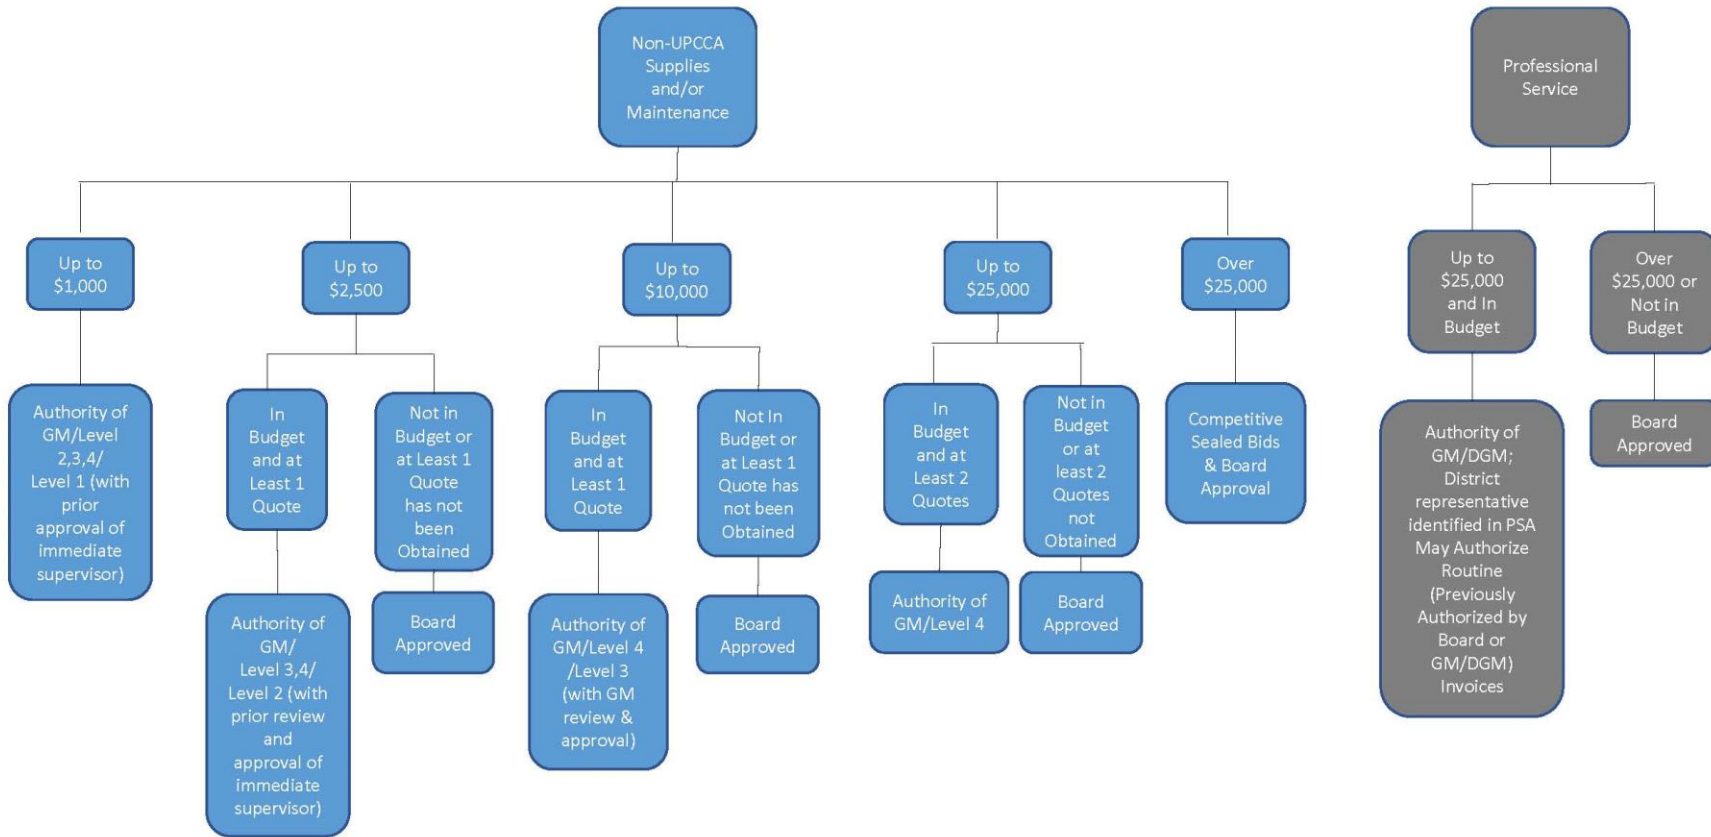 Non-UPCCA
Supplies
and/or
Maintenance
Professional
Service
Up to
$1,000
Up to
$2,500
Up to
$10,000
Up to
$25,000
Over
$25,000
Up to
$25,000
and In
Budget
Over
$25,000 or
Not in
Budget
Authority of
GM/Level
2,3,4/
Level 1 (with
prior
approval of
immediate
supervisor)
In
Budget
and at
Least 1
Quote
Not in
Budget or
at Least 1
Quote
has not
been
Obtained
In
Budget
and at
Least 1
Quote
Not In
Budget or
at Least 1
Quote has
not been
Obtained
In
Budget
and at
Least 2
Quotes
Not in
Budget
or at
least 2
Quotes
not
Obtained
Competitive
Sealed Bids
& Board
Approval
Authority of
GM/DGM;
District
representative
identified in PSA
May Authorize
Routine
(Previously
Authorized by
Board or
GM/DGM)
Invoices
Board
Approved
Authority of
GM/
Level 3,4/
Level 2 (with
prior review
and
approval of
immediate
supervisor)
Board
Approved
Authority of
GM/Level 4
/Level 3
(with GM
review &
approval)
Board
Approved
Authority of
GM/Level 4
Board
Approved